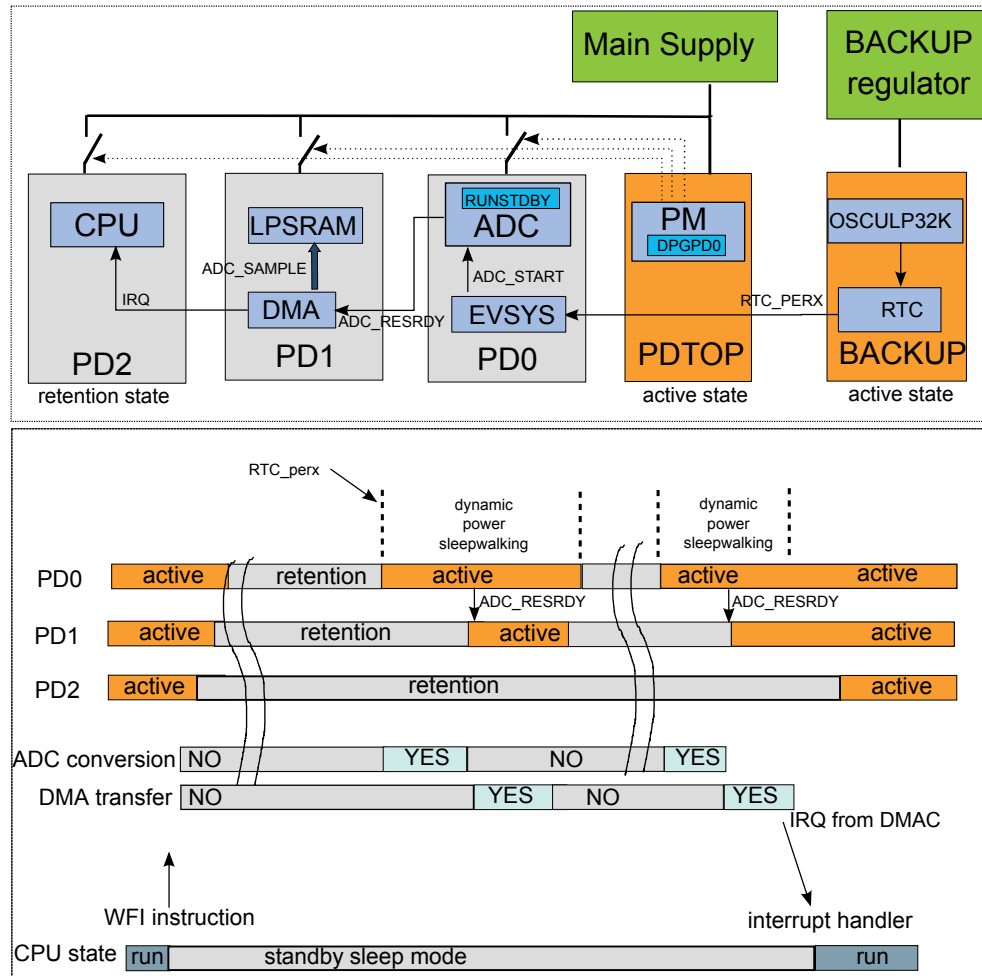 Main Supply
BACKUP
regulator
CPU
LPSRAM
RUNSTDBY
ADC
PM
DPGPD0
OSCULP32K
ADC_SAMPLE
ADC_START
IRQ
DMA
ADC_RESRDY
EVSYS
RTC_PERX
RTC
PD2
PD1
PD0
PDTOP
BACKUP
retention state
active state
active state
RTC_perx
dynamic
power
sleepwalking
dynamic
power
sleepwalking
PD0
active
retention
active
active
active
ADC_RESRDY
ADC_RESRDY
PD1
active
retention
active
active
PD2
active
retention
active
ADC conversion
NO
YES
NO
YES
DMA transfer
NO
YES
NO
YES
IRQ from DMAC
WFI instruction
interrupt handler
CPU state
run
standby sleep mode
run